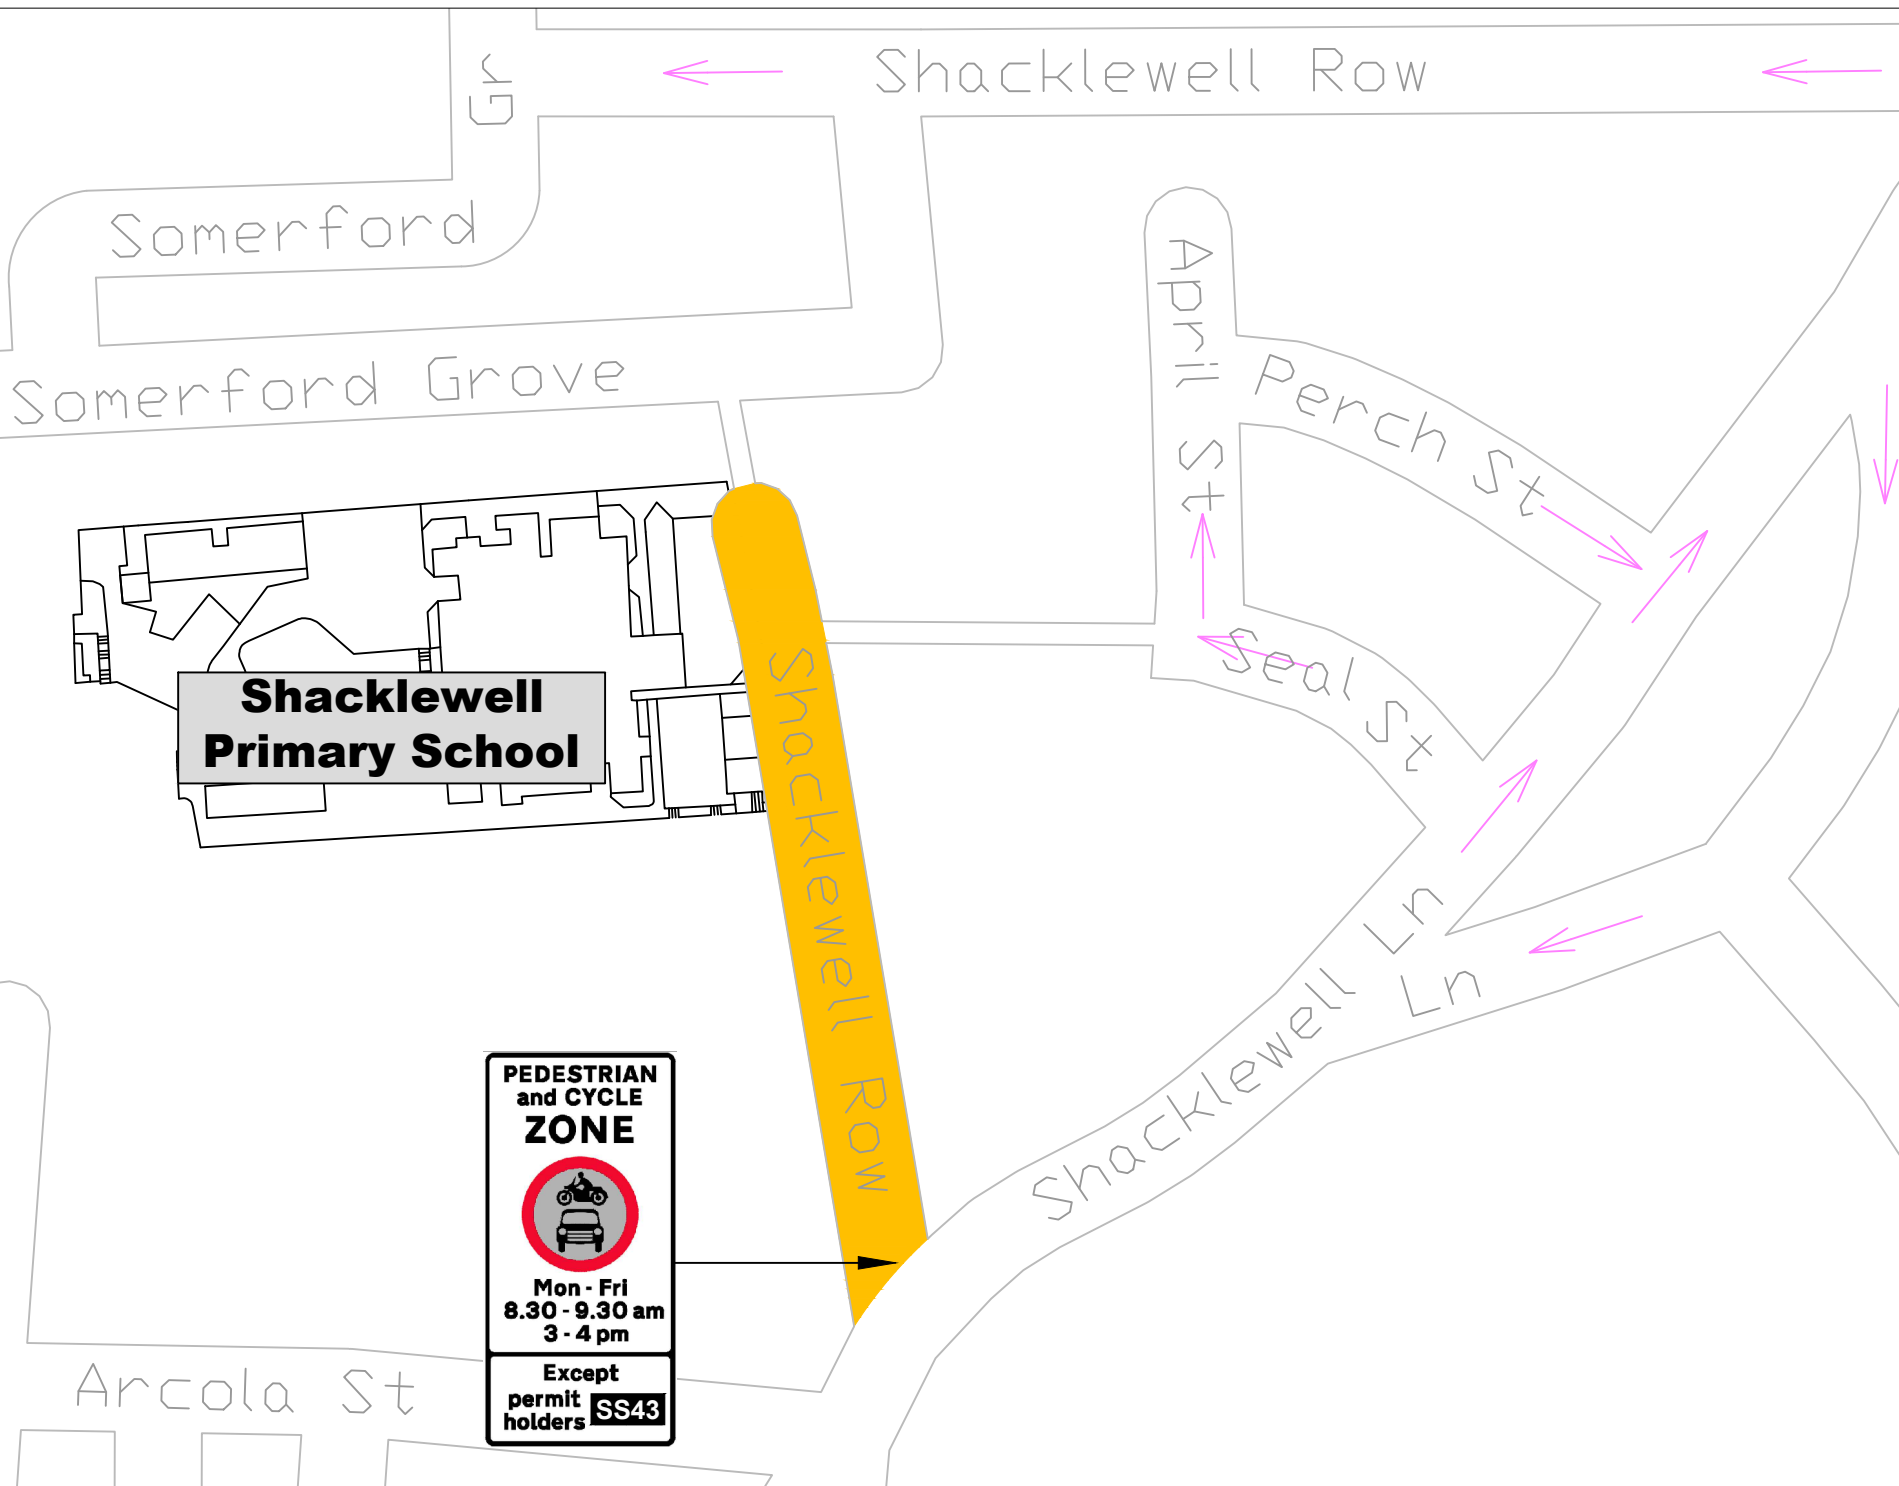 Gr
Shacklewell Row
Somerford
April St
Somerford Grove
Perch St
Seal St
Shacklewell
Primary School
Shacklewell Row
Ln
Ln
Shacklewell
PEDESTRIAN
and CYCLE
ZONE
Mon - Fri
8.30 - 9.30 am
3 - 4 pm
Except
permit
holders SS43
Arcola St